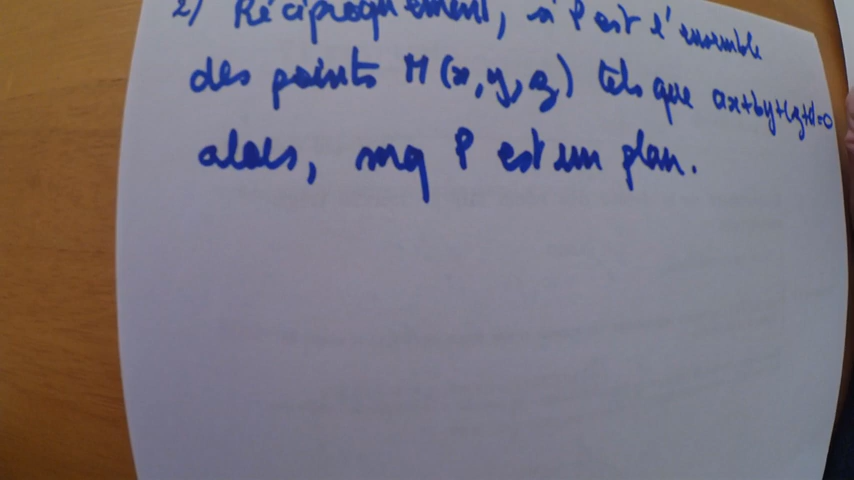 2) Réciproquement, si P est l'ensemble
des points M(x,y,z) tels que ax+by+cz+d=0
alors, mq P est un plan.